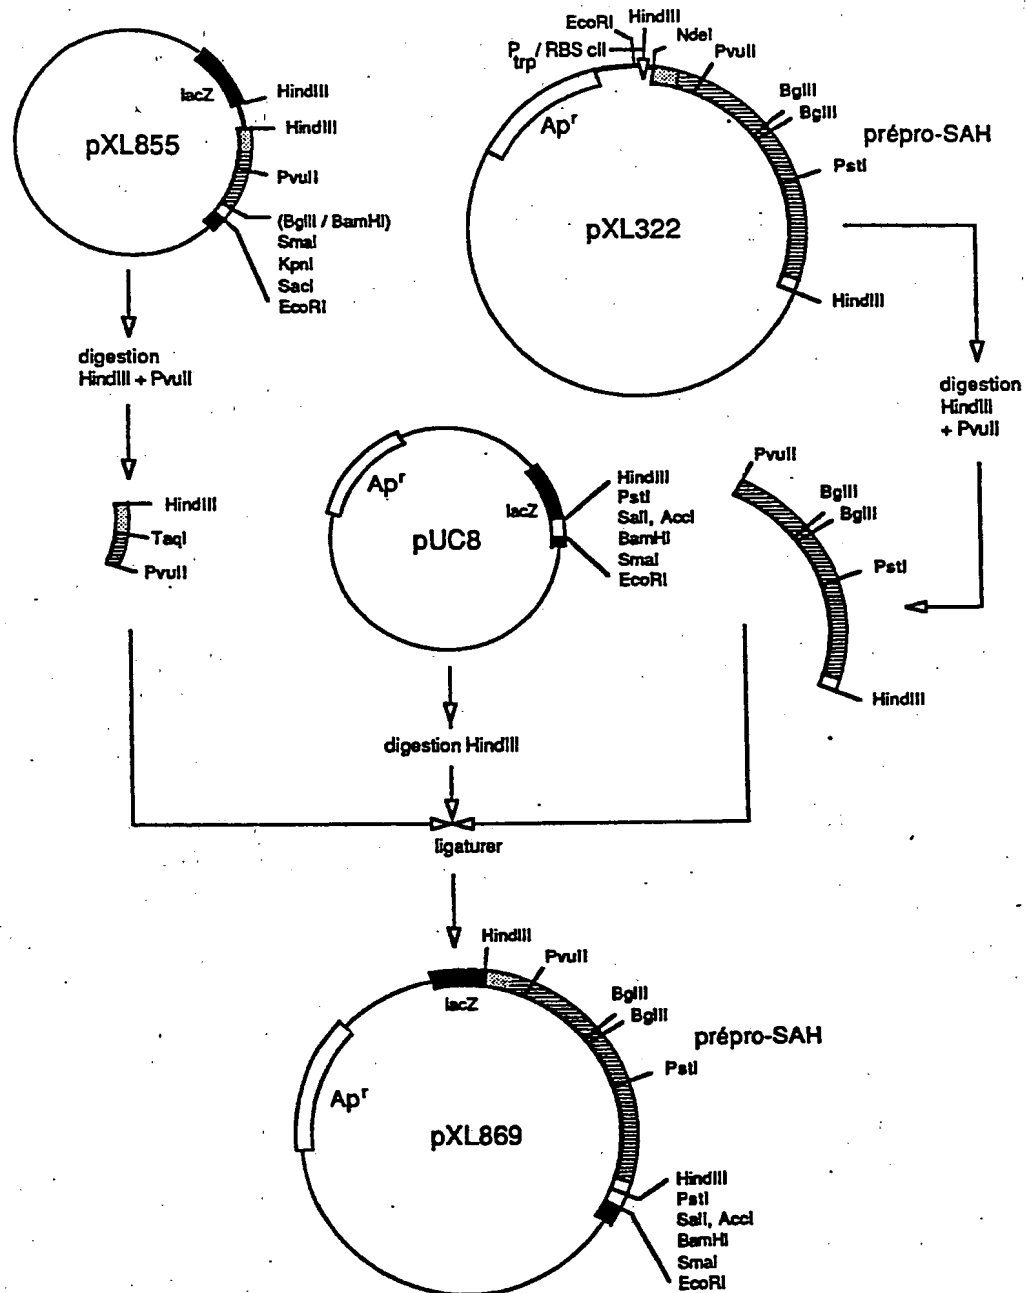 pXL855
lacZ
HindIII
HindIII
PvuII
(BglII / BamHI)
SmaI
KpnI
SacI
EcoRI
digestion
HindIII + PvuII
HindIII
TaqI
PvuII
EcoRI
HindIII
NdeI
Ptrp / RBS cII
PvuII
BglII
BglII
PstI
HindIII
Apr
pXL322
prépro-SAH
digestion
HindIII
+ PvuII
PvuII
BglII
BglII
PstI
HindIII
Apr
lacZ
pUC8
HindIII
PstI
SalI, AccI
BamHI
SmaI
EcoRI
digestion HindIII
ligaturer
HindIII
PvuII
lacZ
BglII
BglII
prépro-SAH
PstI
Apr
pXL869
HindIII
PstI
SalI, AccI
BamHI
SmaI
EcoRI